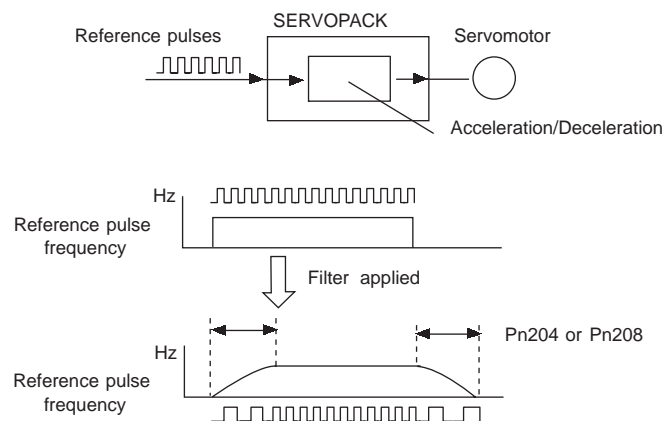 SERVOPACK
Reference pulses
Servomotor
Acceleration/Deceleration
Hz
Reference pulse
frequency
Filter applied
Pn204 or Pn208
Hz
Reference pulse
frequency